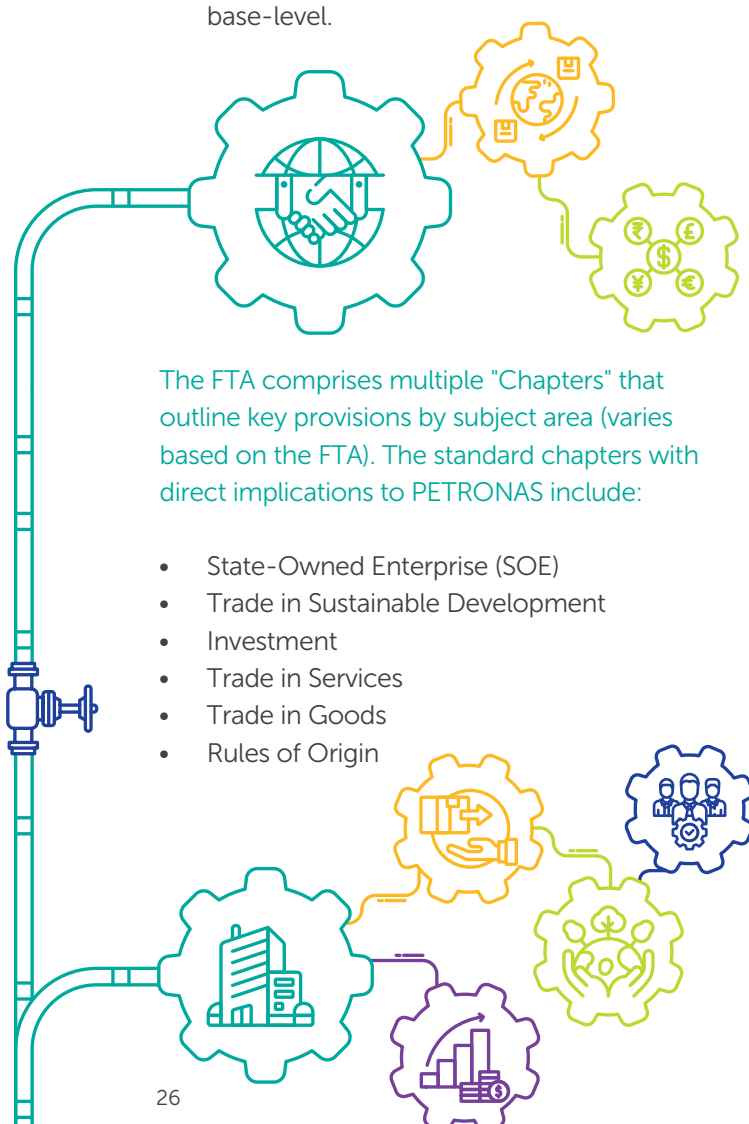 base-level.
₹
£
$
¥
€
The FTA comprises multiple "Chapters" that
outline key provisions by subject area (varies
based on the FTA). The standard chapters with
direct implications to PETRONAS include:
• State-Owned Enterprise (SOE)
• Trade in Sustainable Development
• Investment
• Trade in Services
• Trade in Goods
• Rules of Origin
$
26